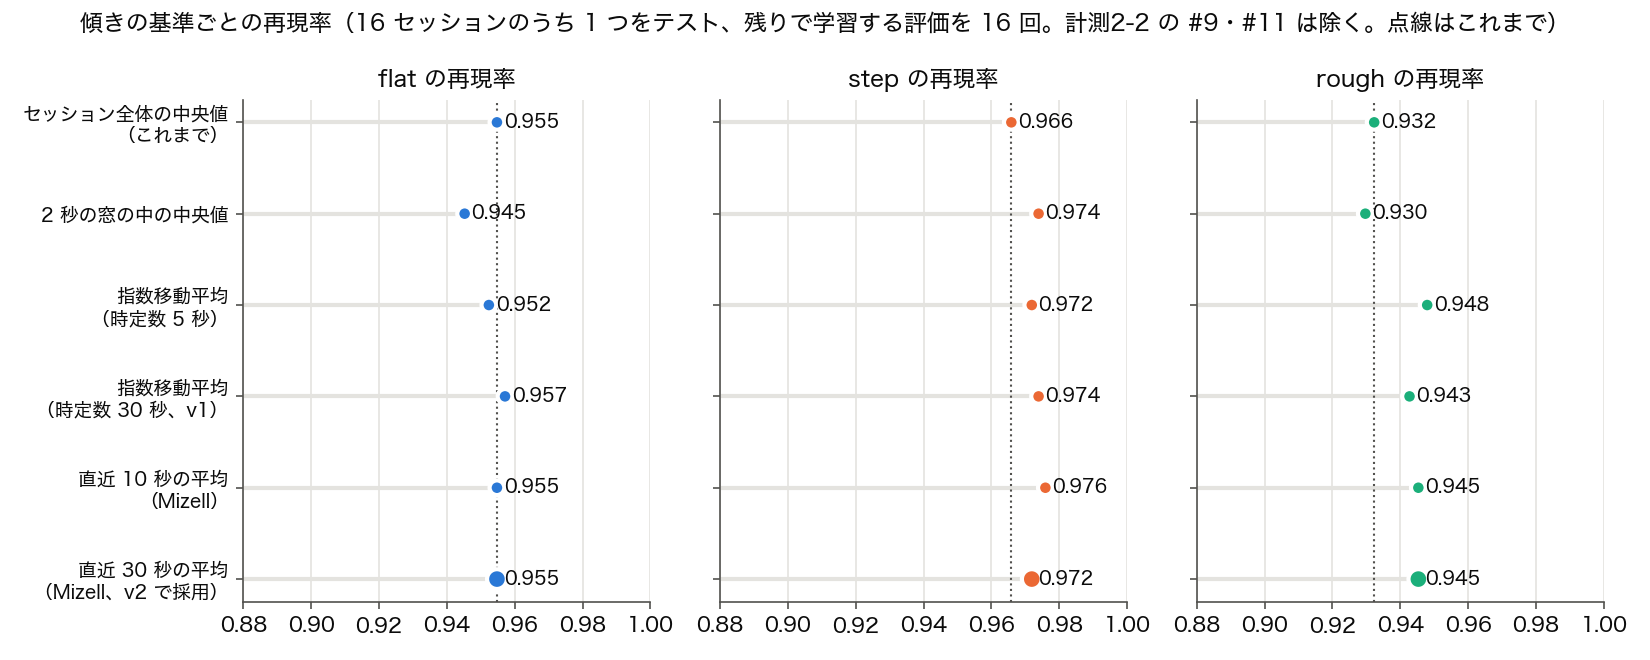 傾きの基準ごとの再現率（16 セッションのうち 1 つをテスト、残りで学習する評価を 16 回。計測2-2 の #9・#11 は除く。点線はこれまで）
flat の再現率
step の再現率
rough の再現率
セッション全体の中央値
（これまで）
0.955
0.966
0.932
2 秒の窓の中の中央値
0.945
0.974
0.930
指数移動平均
（時定数 5 秒）
0.952
0.972
0.948
指数移動平均
（時定数 30 秒、v1）
0.957
0.974
0.943
直近 10 秒の平均
（Mizell）
0.955
0.976
0.945
直近 30 秒の平均
（Mizell、v2 で採用）
0.955
0.972
0.945
0.88 0.90 0.92 0.94 0.96 0.98 1.00
0.88 0.90 0.92 0.94 0.96 0.98 1.00
0.88 0.90 0.92 0.94 0.96 0.98 1.00